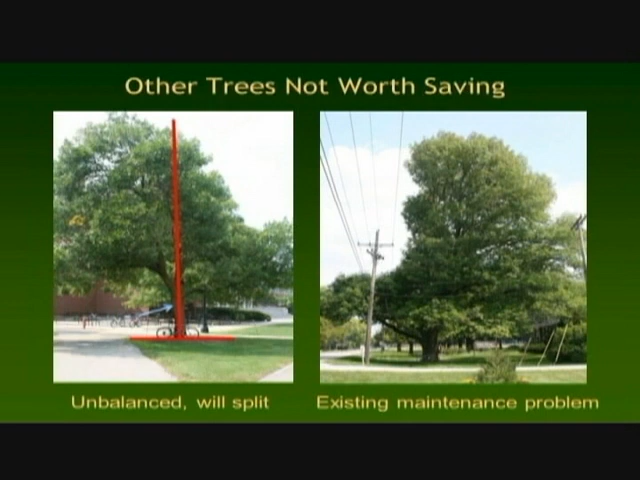 Other Trees Not Worth Saving
Unbalanced, will split
Existing maintenance problem